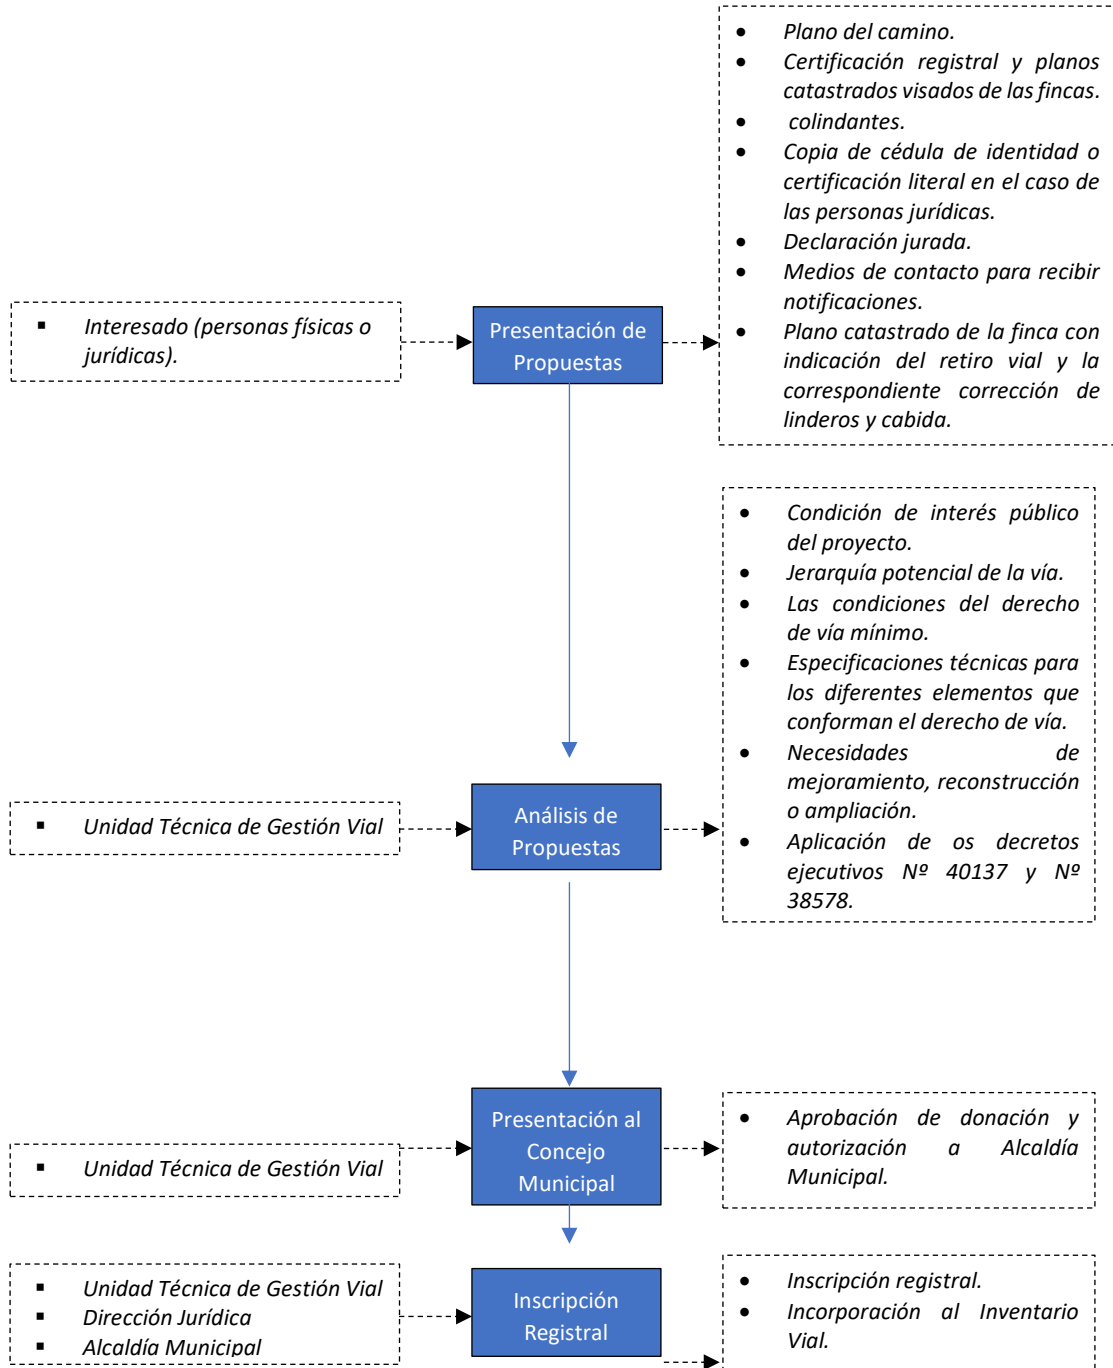 • Plano del camino.
• Certificación registral y planos
catastrados visados de las fincas.
• colindantes.
• Copia de cédula de identidad o
certificación literal en el caso de
las personas jurídicas.
• Declaración jurada.
• Medios de contacto para recibir
notificaciones.
• Plano catastrado de la finca con
indicación del retiro vial y la
correspondiente corrección de
linderos y cabida.
▪ Interesado (personas físicas o
jurídicas).
Presentación de
Propuestas
• Condición de interés público
del proyecto.
• Jerarquía potencial de la vía.
• Las condiciones del derecho
de vía mínimo.
• Especificaciones técnicas para
los diferentes elementos que
conforman el derecho de vía.
• Necesidades de
mejoramiento, reconstrucción
o ampliación.
• Aplicación de os decretos
ejecutivos Nº 40137 y Nº
38578.
▪ Unidad Técnica de Gestión Vial
Análisis de
Propuestas
▪ Unidad Técnica de Gestión Vial
Presentación al
Concejo
Municipal
• Aprobación de donación y
autorización a Alcaldía
Municipal.
▪ Unidad Técnica de Gestión Vial
▪ Dirección Jurídica
▪ Alcaldía Municipal
Inscripción
Registral
• Inscripción registral.
• Incorporación al Inventario
Vial.